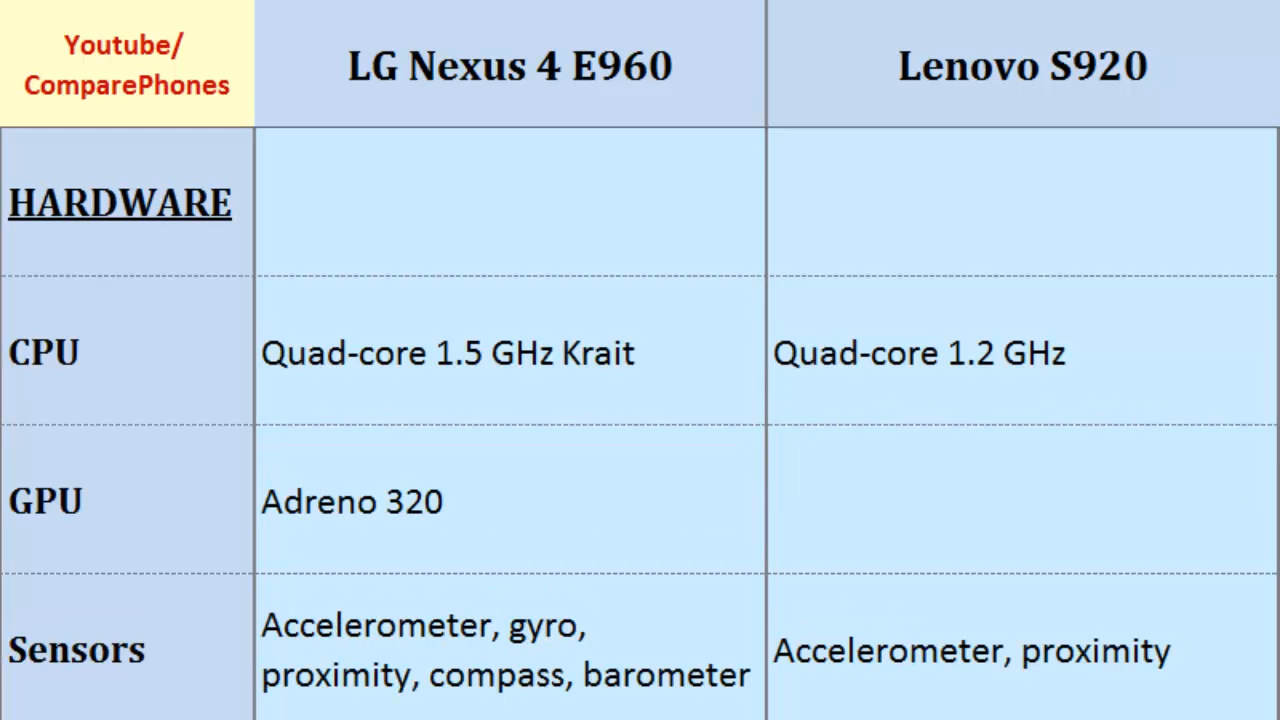 Youtube/
ComparePhones
LG Nexus 4 E960
Lenovo S920
HARDWARE
CPU
Quad-core 1.5 GHz Krait
Quad-core 1.2 GHz
GPU
Adreno 320
Sensors
Accelerometer, gyro,
proximity, compass, barometer
Accelerometer, proximity